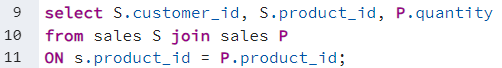 9 select S.customer_id, S.product_id, P.quantity
10 from sales S join sales P
11 ON s.product_id = P.product_id;